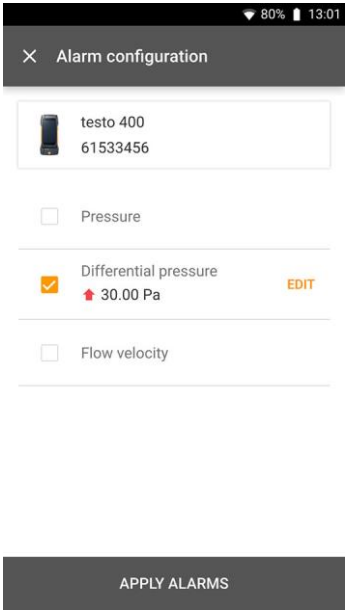 80% 13:01
Alarm configuration
testo 400
61533456
Pressure
Differential pressure
30.00 Pa
EDIT
Flow velocity
APPLY ALARMS